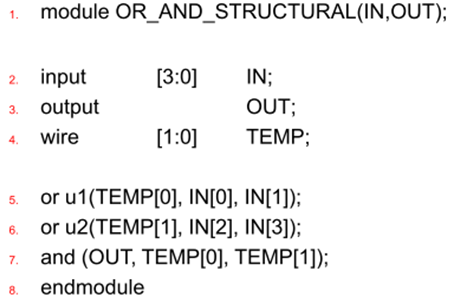 1. module OR_AND_STRUCTURAL(IN,OUT);
2. input [3:0] IN;
3. output OUT;
4. wire [1:0] TEMP;
5. or u1(TEMP[0], IN[0], IN[1]);
6. or u2(TEMP[1], IN[2], IN[3]);
7. and (OUT, TEMP[0], TEMP[1]);
8. endmodule